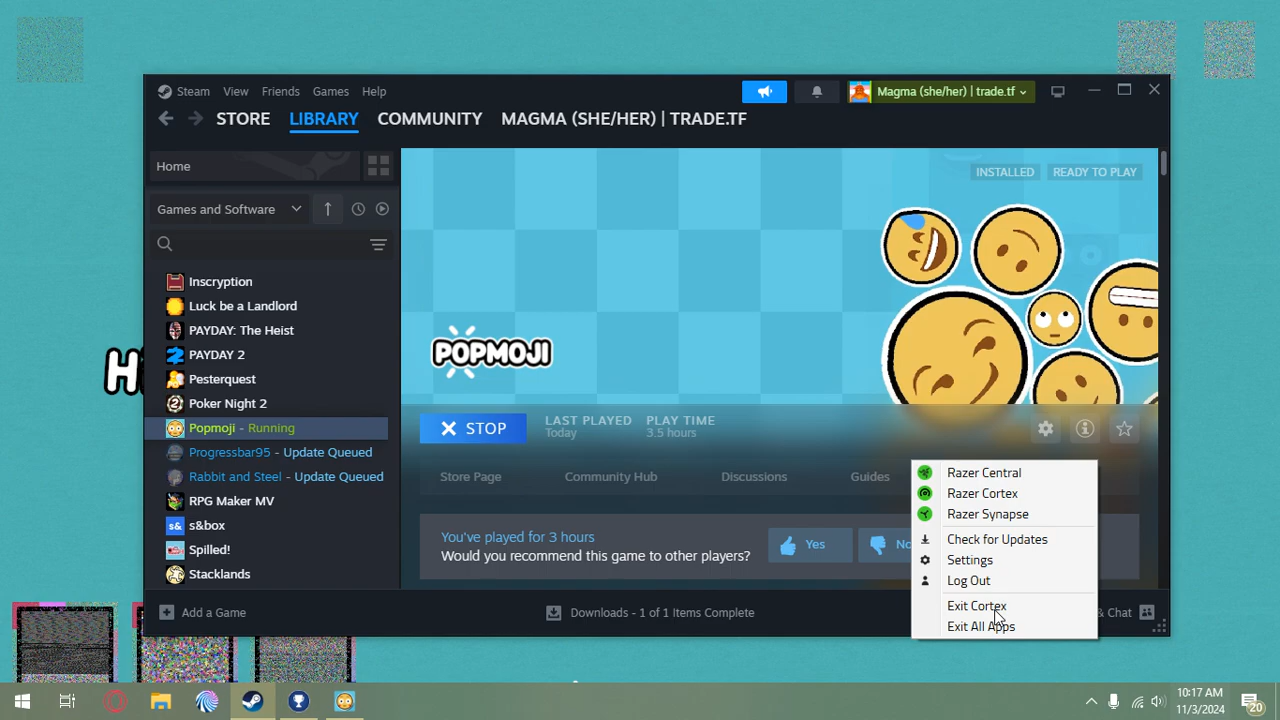 Steam View Friends Games Help
Magma (she/her) | trade.tf
STORE LIBRARY COMMUNITY MAGMA (SHE/HER) | TRADE.TF
Home
INSTALLED READY TO PLAY
Games and Software
Inscryption
Luck be a Landlord
PAYDAY: The Heist
PAYDAY 2
POPMOJI
Pesterquest
Poker Night 2
Popmoji - Running
STOP
LAST PLAYED
Today
PLAY TIME
3.5 hours
Progressbar95 - Update Queued
Rabbit and Steel - Update Queued
Store Page Community Hub Discussions Guides
RPG Maker MV
s&box
Spilled!
Stacklands
You've played for 3 hours
Would you recommend this game to other players?
Yes
Razer Central
Razer Cortex
Razer Synapse
Check for Updates
Settings
Log Out
Exit Cortex
Exit All Apps
Add a Game
Downloads - 1 of 1 Items Complete
& Chat
10:17 AM
11/3/2024
20